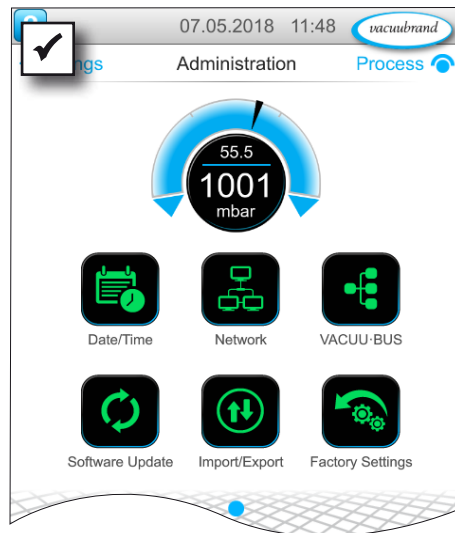 07.05.2018 11:48 vacuubrand
ngs Administration Process
55.5
1001
mbar
Date/Time Network VACUU·BUS
Software Update Import/Export Factory Settings